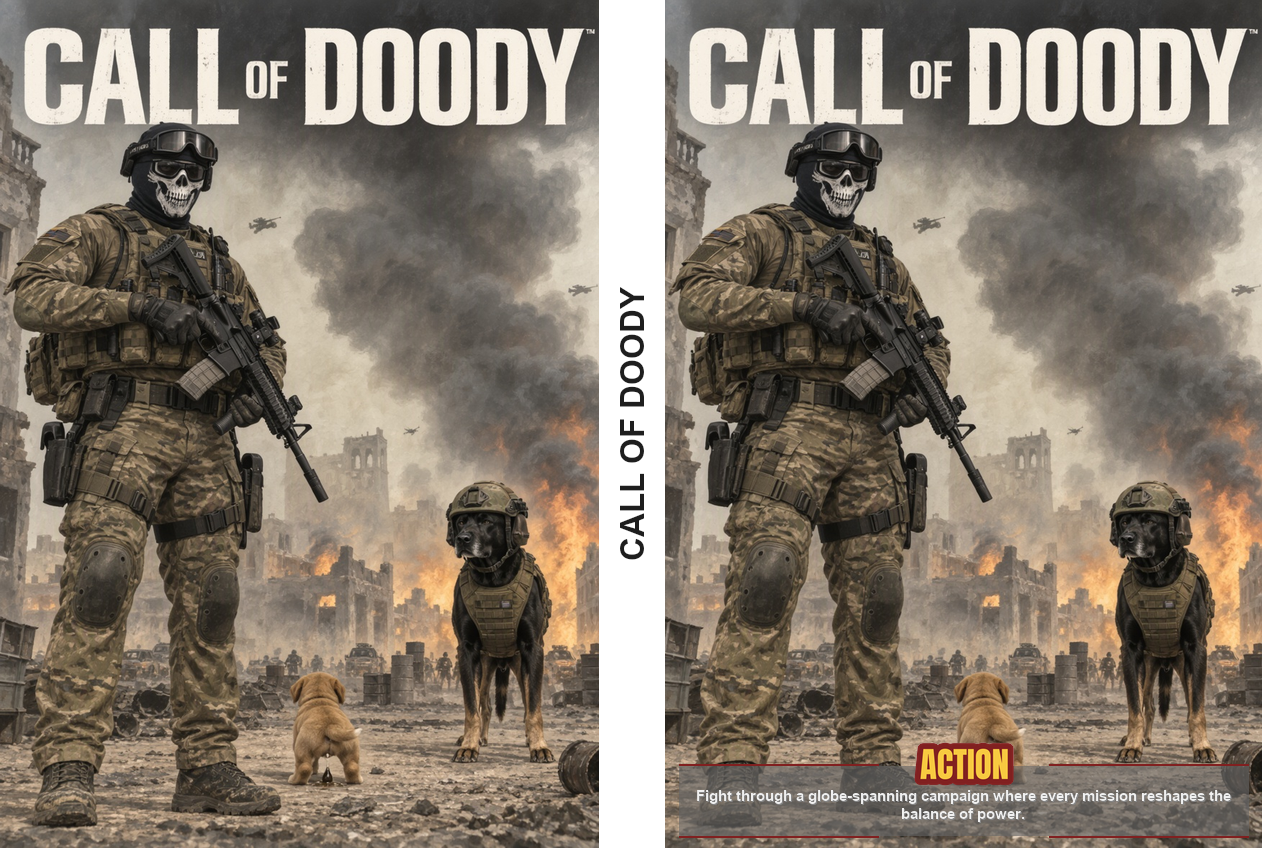 CALL OF DOODY™
CALL OF DOODY
CALL OF DOODY™
ACTION
Fight through a globe-spanning campaign where every mission reshapes the
balance of power.